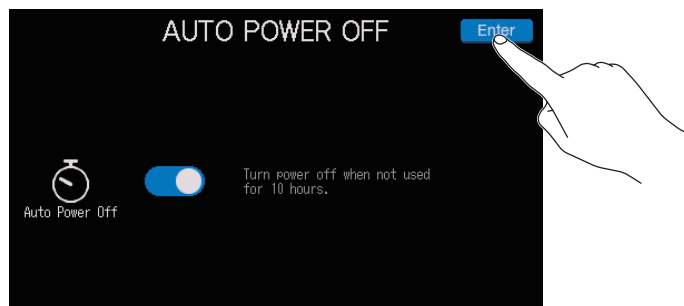 AUTO POWER OFF
Enter
Turn power off when not used
for 10 hours.
Auto Power Off